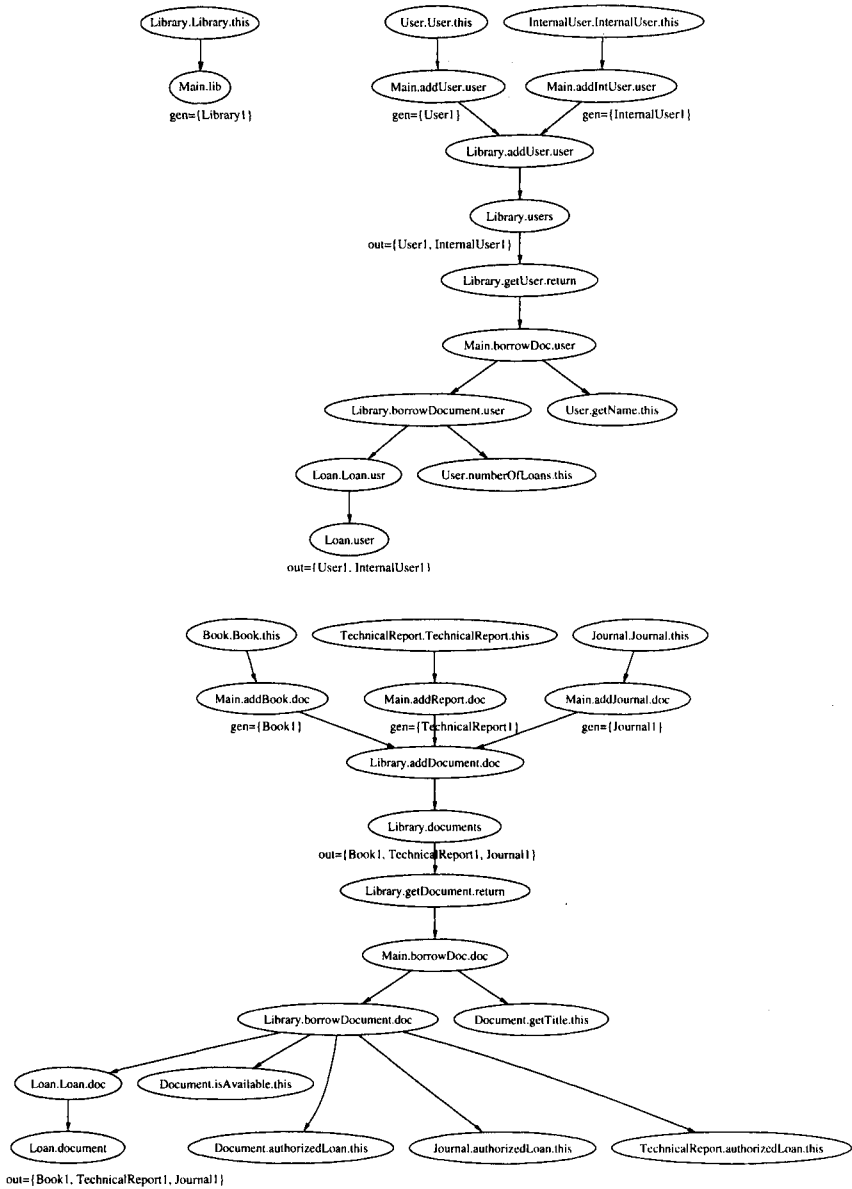 Library.Library.this
User.User.this
InternalUser.InternalUser.this
Main.lib
Main.addUser.user
Main.addIntUser.user
gen={Library1}
gen={User1}
gen={InternalUser1}
Library.addUser.user
Library.users
out={User1, InternalUser1}
Library.getUser.return
Main.borrowDoc.user
Library.borrowDocument.user
User.getName.this
Loan.Loan.usr
User.numberOfLoans.this
Loan.user
out={User1, InternalUser1}
Book.Book.this
TechnicalReport.TechnicalReport.this
Journal.Journal.this
Main.addBook.doc
Main.addReport.doc
Main.addJournal.doc
gen={Book1}
gen={TechnicalReport1}
gen={Journal1}
Library.addDocument.doc
Library.documents
out={Book1, TechnicalReport1, Journal1}
Library.getDocument.return
Main.borrowDoc.doc
Library.borrowDocument.doc
Document.getTitle.this
Loan.Loan.doc
Document.isAvailable.this
Loan.document
Document.authorizedLoan.this
Journal.authorizedLoan.this
TechnicalReport.authorizedLoan.this
out={Book1, TechnicalReport1, Journal1}